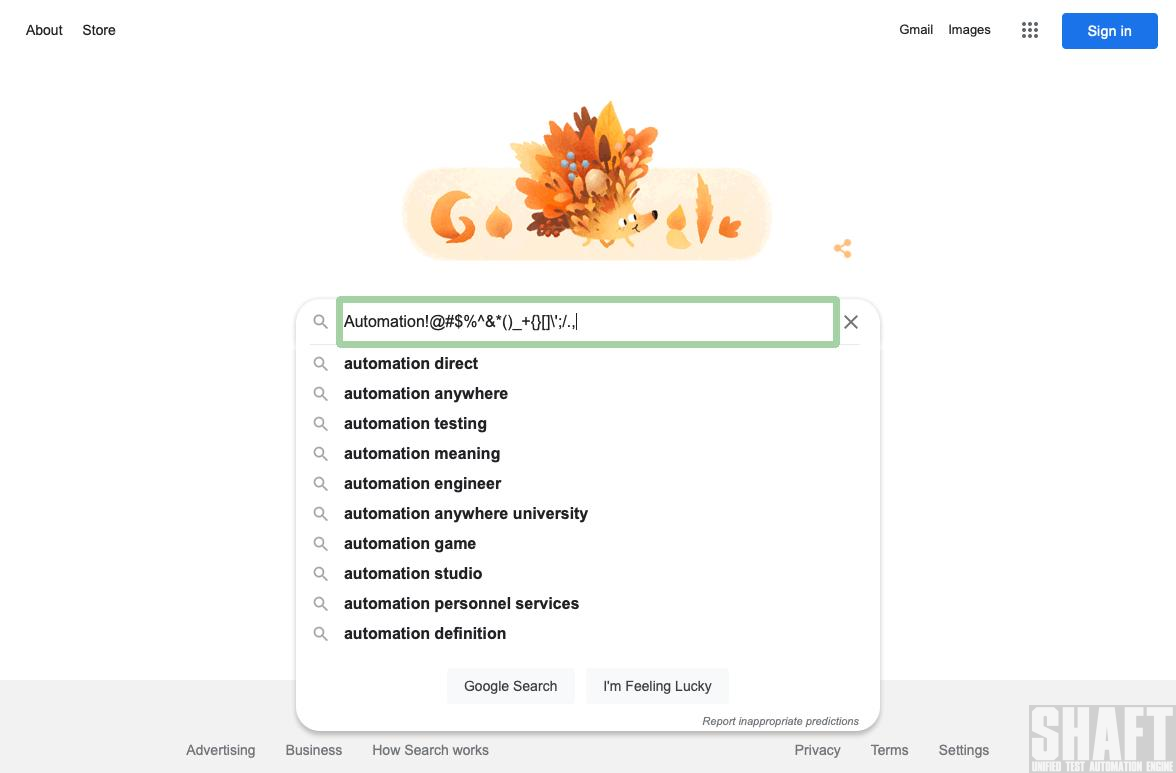 About Store
Gmail Images
Sign in
Automation!@#$%^&*()_+{}[]\';/.,
automation direct
automation anywhere
automation testing
automation meaning
automation engineer
automation anywhere university
automation game
automation studio
automation personnel services
automation definition
Google Search I'm Feeling Lucky
Report inappropriate predictions
Advertising Business How Search works
Privacy Terms Settings
SHAFT
UNIFIED TEST AUTOMATION ENGINE